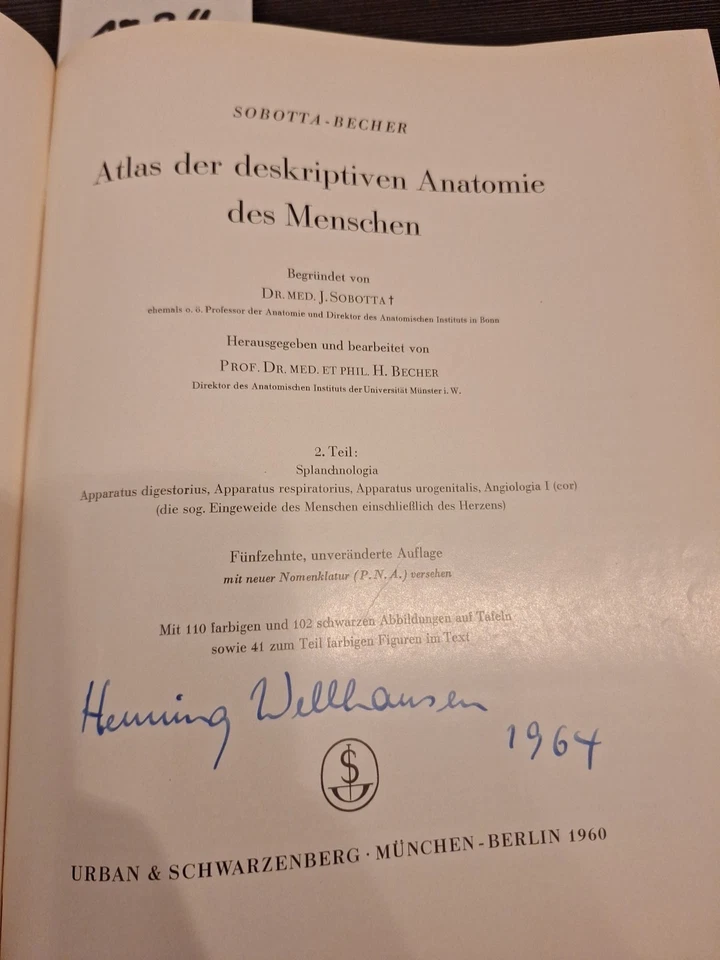 SOBOTTA-BECHER
Atlas der deskriptiven Anatomie
des Menschen
Begründet von
DR. MED. J. SOBOTTA †
ehemals o. ö. Professor der Anatomie und Direktor des Anatomischen Instituts in Bonn
Herausgegeben und bearbeitet von
PROF. DR. MED. ET PHIL. H. BECHER
Direktor des Anatomischen Instituts der Universität Münster i. W.
2. Teil:
Splanchnologia
Apparatus digestorius, Apparatus respiratorius, Apparatus urogenitalis, Angiologia I (cor)
(die sog. Eingeweide des Menschen einschließlich des Herzens)
Fünfzehnte, unveränderte Auflage
mit neuer Nomenklatur (P. N. A.) versehen
Mit 110 farbigen und 102 schwarzen Abbildungen auf Tafeln
sowie 41 zum Teil farbigen Figuren im Text
Henning Wellhausen
1964
URBAN & SCHWARZENBERG · MÜNCHEN - BERLIN 1960